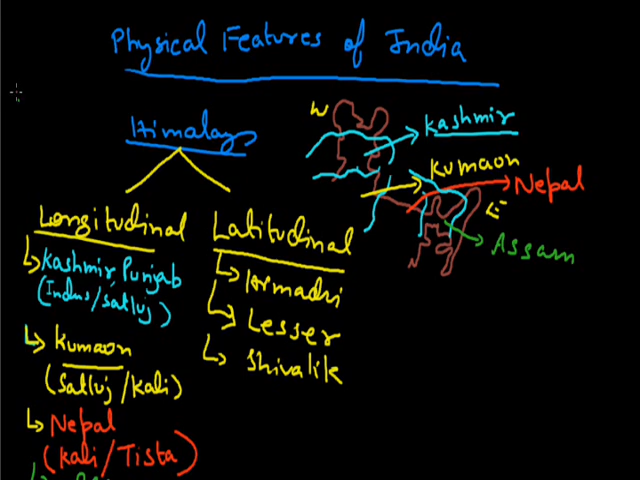 Physical Features of India
Himalays
W
Kashmir
Kumaon
Nepal
E
Assam
Longitudinal
Kashmir, Punjab
(Indus/Satluj)
Kumaon
(Satluj/Kali)
Nepal
(Kali/Tista)
Latitudinal
Himadri
Lesser
Shivalik